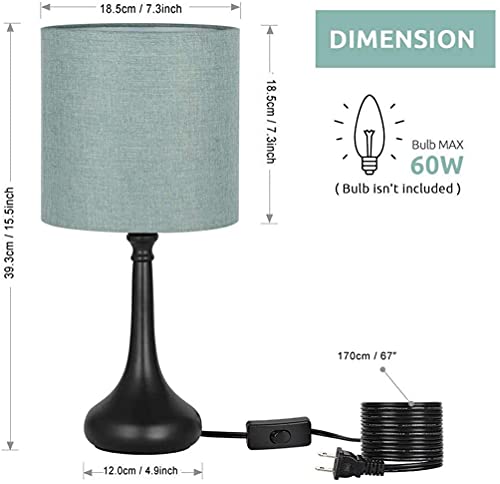 18.5cm / 7.3inch
DIMENSION
18.5cm / 7.3inch
Bulb MAX
60W
( Bulb isn't included )
39.3cm / 15.5inch
170cm / 67"
12.0cm / 4.9inch